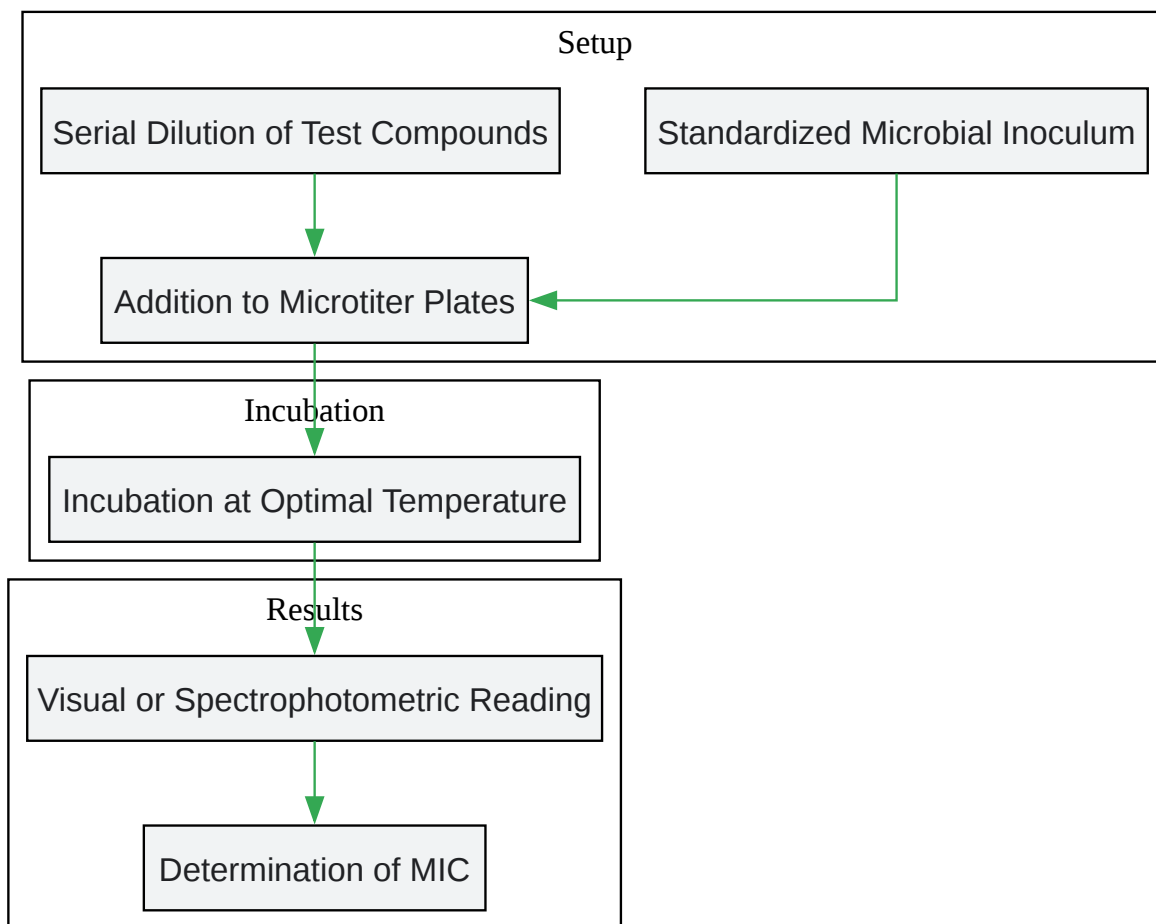 Setup
Serial Dilution of Test Compounds
Standardized Microbial Inoculum
Addition to Microtiter Plates
Incubation
Incubation at Optimal Temperature
Results
Visual or Spectrophotometric Reading
Determination of MIC